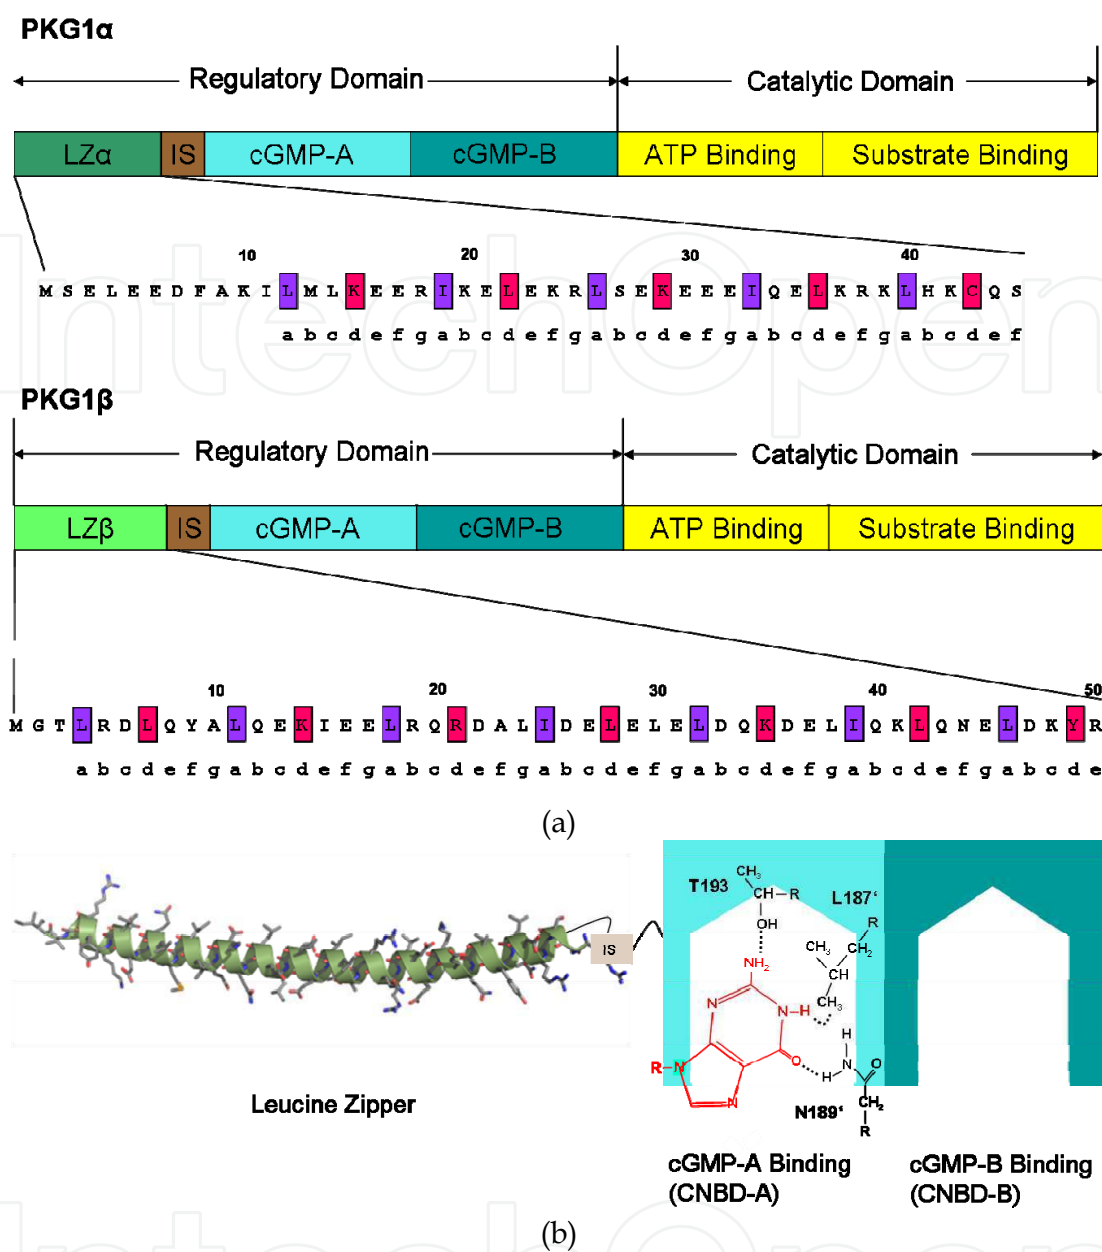 PKG1α
Regulatory Domain
Catalytic Domain
LZα IS cGMP-A cGMP-B ATP Binding Substrate Binding
10 20 30 40
M S E L E E D F A K I L M L K E E R I K E L E K R L S E K E E E I Q E L K R K L H K C Q S
a b c d e f g a b c d e f g a b c d e f g a b c d e f g a b c d e f
IntechOpen
PKG1β
Regulatory Domain
Catalytic Domain
LZβ IS cGMP-A cGMP-B ATP Binding Substrate Binding
10 20 30 40 50
M G T L R D L Q Y A L Q E K I E E L R Q R D A L I D E L E L E L D Q K D E L I Q K L Q N E L D K Y R
a b c d e f g a b c d e f g a b c d e f g a b c d e f g a b c d e f g a b c d e f g a b c d e
(a)
IS
Leucine Zipper
T193
CH3
CH R
OH
L187‘
R
CH3 CH2
CH
CH3
NH2
N N H
R N N O
H
H N O
N189‘ CH2
R
cGMP-A Binding
(CNBD-A)
cGMP-B Binding
(CNBD-B)
(b)